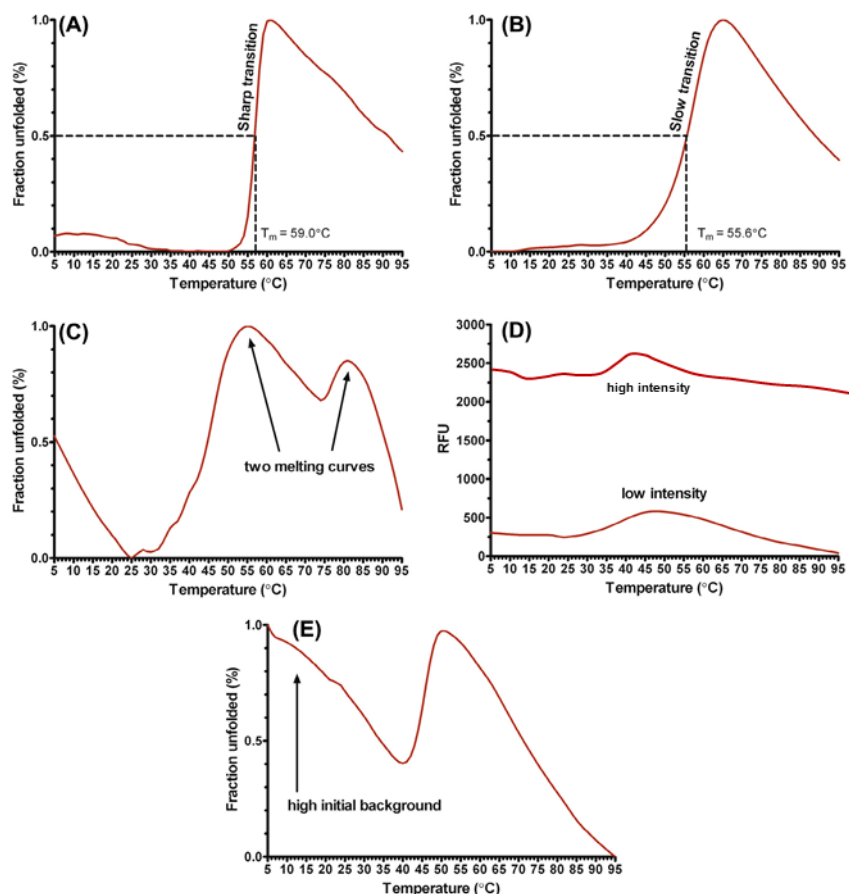 (A)
Fraction unfolded (%)
1.0
0.5
0.0
Sharp transition
Tm = 59.0°C
5 10 15 20 25 30 35 40 45 50 55 60 65 70 75 80 85 90 95
Temperature (°C)
(B)
Fraction unfolded (%)
1.0
0.5
0.0
Slow transition
Tm = 55.6°C
5 10 15 20 25 30 35 40 45 50 55 60 65 70 75 80 85 90 95
Temperature (°C)
(C)
Fraction unfolded (%)
1.0
0.5
0.0
two melting curves
5 10 15 20 25 30 35 40 45 50 55 60 65 70 75 80 85 90 95
Temperature (°C)
(D)
RFU
3000
2500
2000
1500
1000
500
0
high intensity
low intensity
5 10 15 20 25 30 35 40 45 50 55 60 65 70 75 80 85 90 95
Temperature (°C)
(E)
Fraction unfolded (%)
1.0
0.5
0.0
high initial background
5 10 15 20 25 30 35 40 45 50 55 60 65 70 75 80 85 90 95
Temperature (°C)